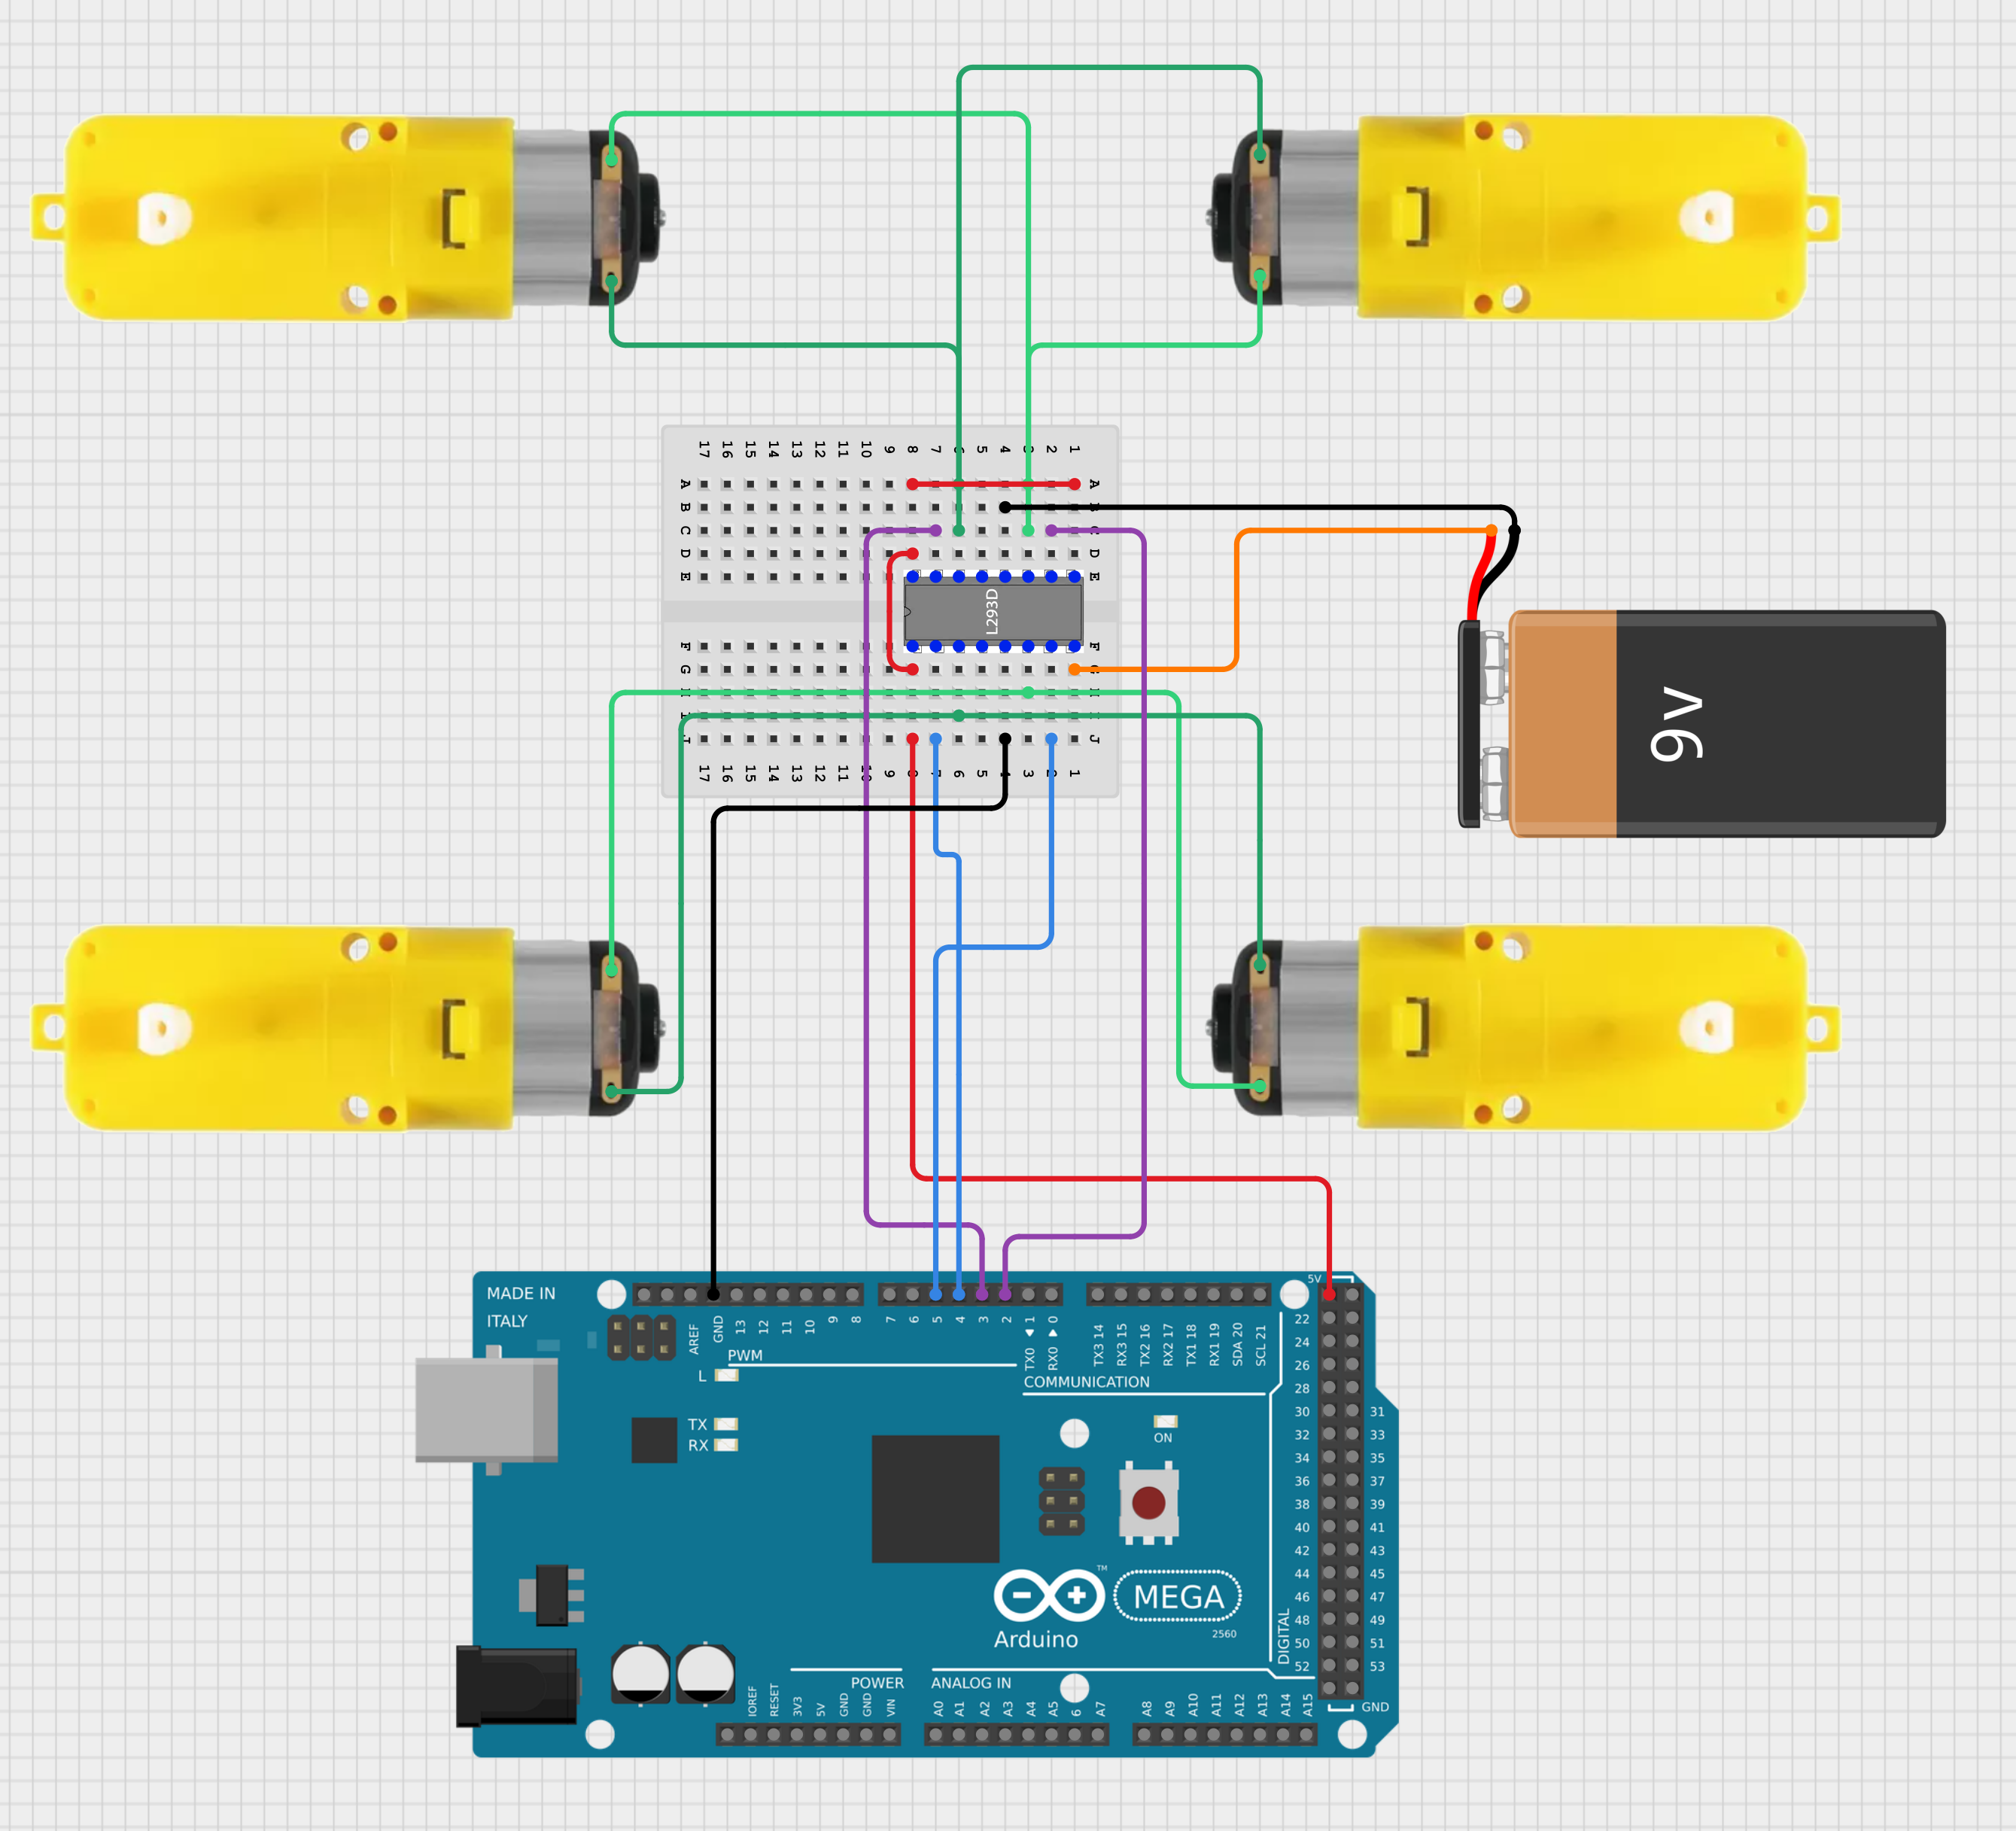 17 16 15 14 13 12 11 10 9 8 7 6 5 4 3 2 1
A A
B B
C C
D D
E E
L293D
F F
G G
H H
I I
J J
17 16 15 14 13 12 11 10 9 8 7 6 5 4 3 2 1
9v
MADE IN
ITALY
AREF GND 13 12 11 10 9 8 7 6 5 4 3 2 TX0 ◀ 1 RX0 ▶ 0 TX3 14 RX3 15 TX2 16 RX2 17 TX1 18 RX1 19 SDA 20 SCL 21
5V
PWM
COMMUNICATION
L
TX
RX
ON
22
24
26
28
30 31
32 33
34 35
36 37
38 39
40 41
42 43
44 45
46 47
48 49
50 51
52 53
GND
DIGITAL
TM
MEGA
2560
Arduino
POWER
ANALOG IN
IOREF RESET 3V3 5V GND GND VIN A0 A1 A2 A3 A4 A5 6 A7 A8 A9 A10 A11 A12 A13 A14 A15